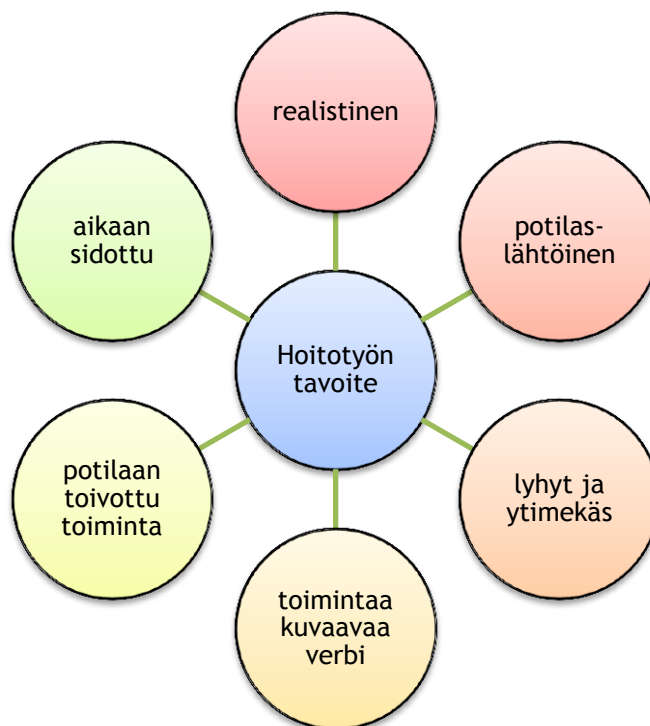 realistinen
potilas-
lähtöinen
lyhyt ja
ytimekäs
toimintaa
kuvaavaa
verbi
potilaan
toivottu
toiminta
aikaan
sidottu
Hoitotyön
tavoite